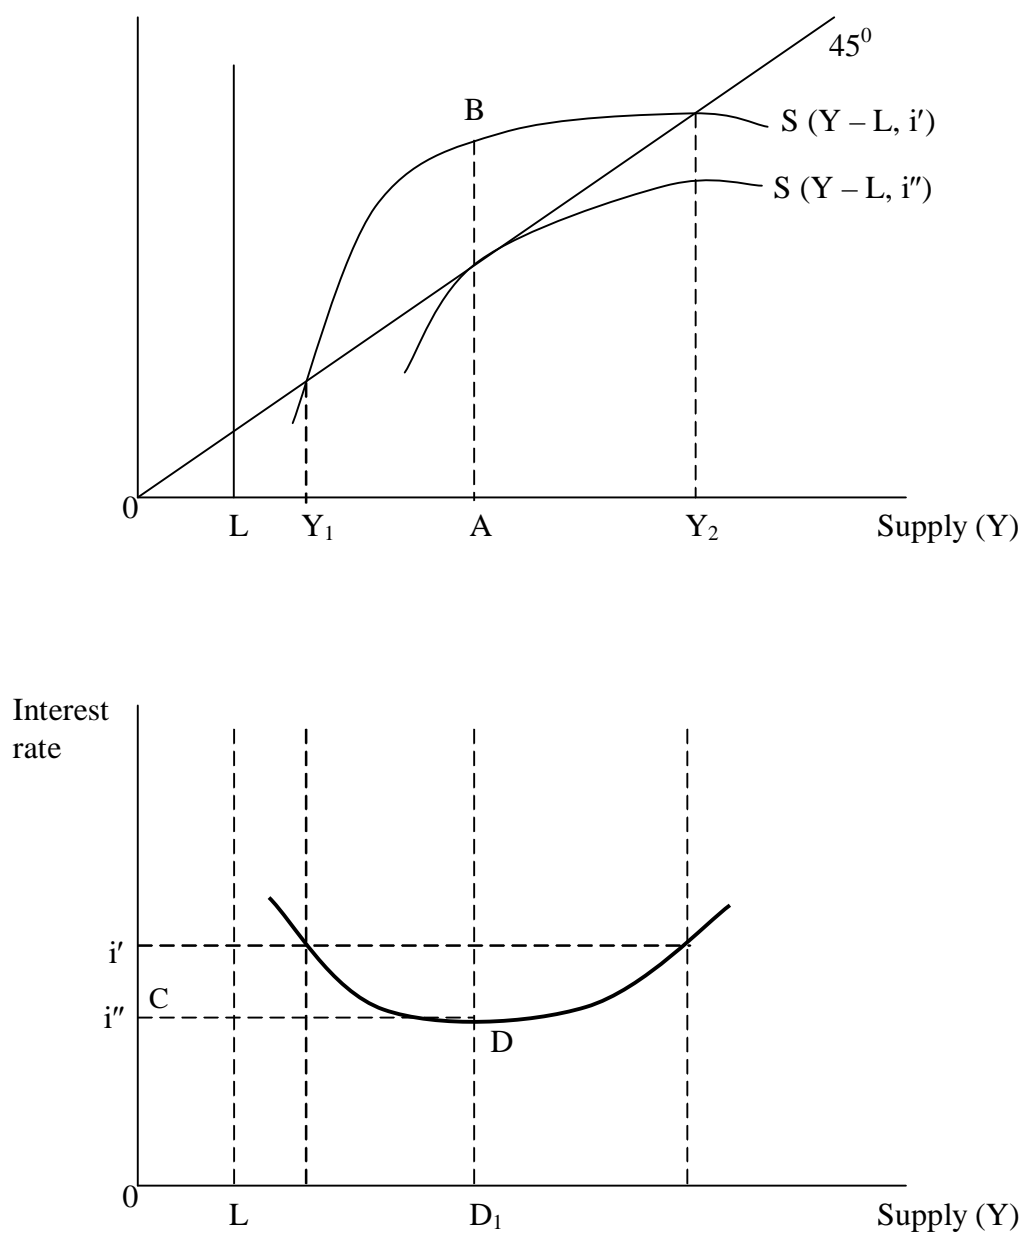 45⁰
B
S (Y – L, i′)
S (Y – L, i″)
0
L Y₁ A Y₂ Supply (Y)
Interest
rate
i′
C
i″
D
0
L D₁ Supply (Y)